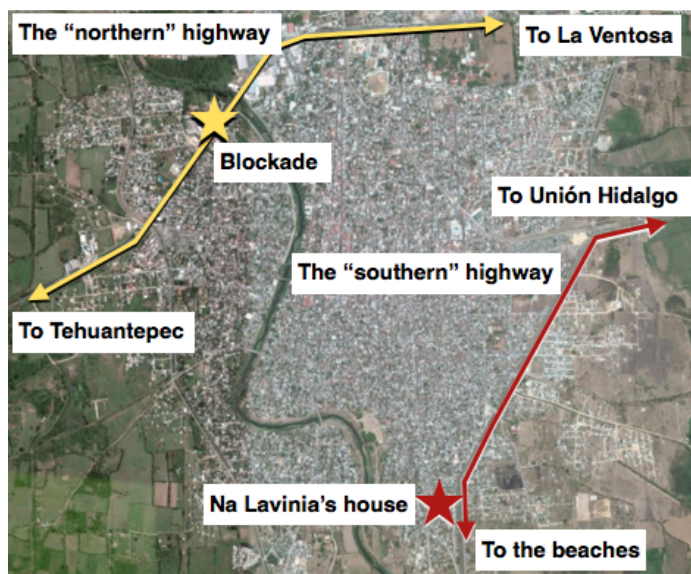 The “northern” highway
To La Ventosa
Blockade
To Unión Hidalgo
The “southern” highway
To Tehuantepec
Na Lavinia’s house
To the beaches